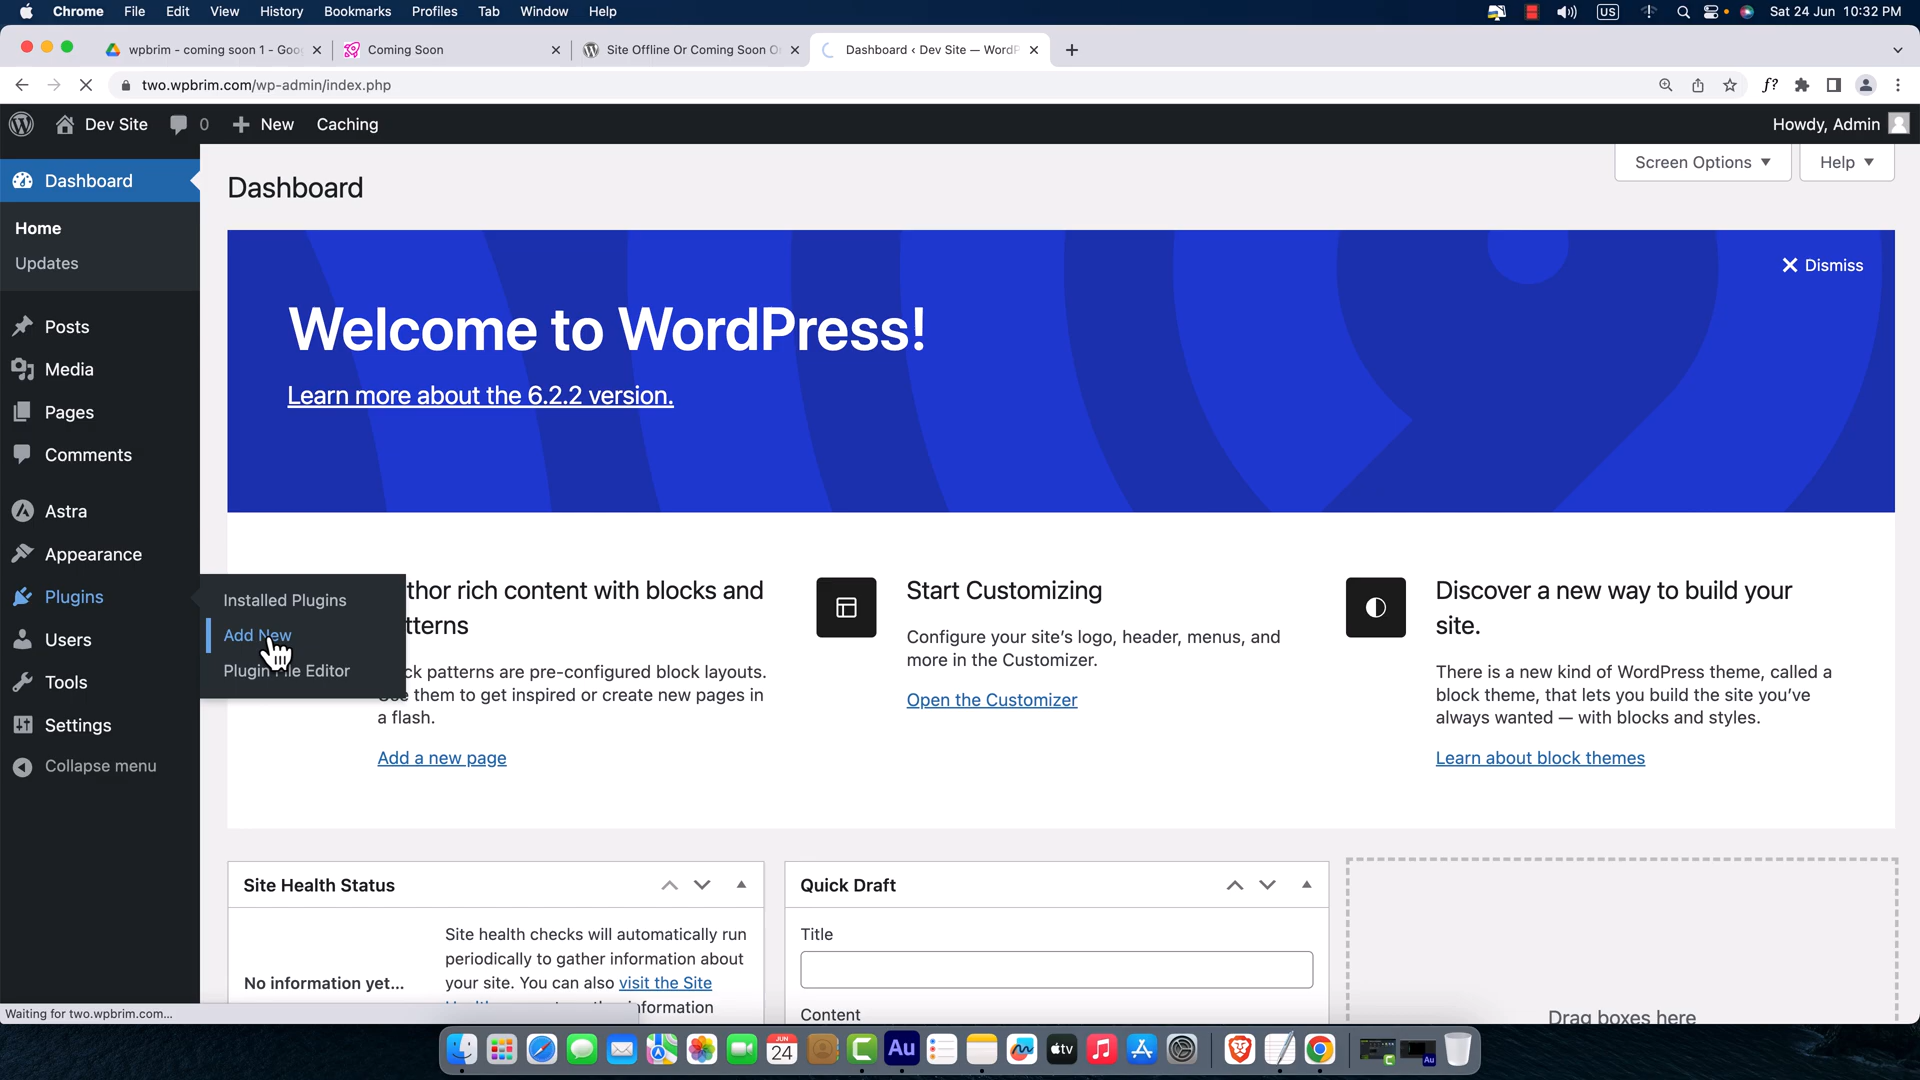 Chrome File Edit View History Bookmarks Profiles Tab Window Help US Sat 24 Jun 10:32 PM
wpbrim - coming soon 1 - Goo Coming Soon Site Offline Or Coming Soon O Dashboard ‹ Dev Site — WordP
two.wpbrim.com/wp-admin/index.php f?
Dev Site 0 New Caching Howdy, Admin
Screen Options Help
Dashboard
Home
Updates
Posts
Media
Pages
Comments
Astra
Appearance
Plugins
Users
Tools
Settings
Collapse menu
Installed Plugins
Add New
Plugin File Editor
Dashboard
Dismiss
Welcome to WordPress!
Learn more about the 6.2.2 version.
thor rich content with blocks and
tterns
ck patterns are pre-configured block layouts.
them to get inspired or create new pages in
a flash.
Add a new page
Start Customizing
Configure your site's logo, header, menus, and
more in the Customizer.
Open the Customizer
Discover a new way to build your
site.
There is a new kind of WordPress theme, called a
block theme, that lets you build the site you've
always wanted — with blocks and styles.
Learn about block themes
Site Health Status
No information yet...
Site health checks will automatically run
periodically to gather information about
your site. You can also visit the Site
Quick Draft
Title
Content
Drag boxes here
Waiting for two.wpbrim.com...
JUN
24
Au
tv
Au